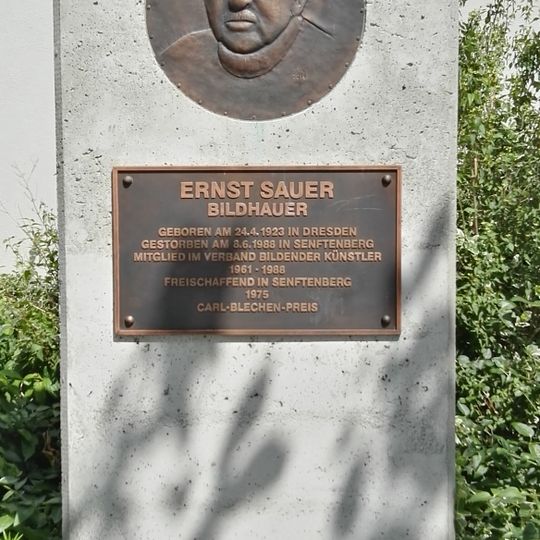 ERNST SAUER
BILDHAUER
GEBOREN AM 24.4.1923 IN DRESDEN
GESTORBEN AM 8.6.1988 IN SENFTENBERG
MITGLIED IM VERBAND BILDENDER KÜNSTLER
1961 - 1988
FREISCHAFFEND IN SENFTENBERG
1975
CARL-BLECHEN-PREIS